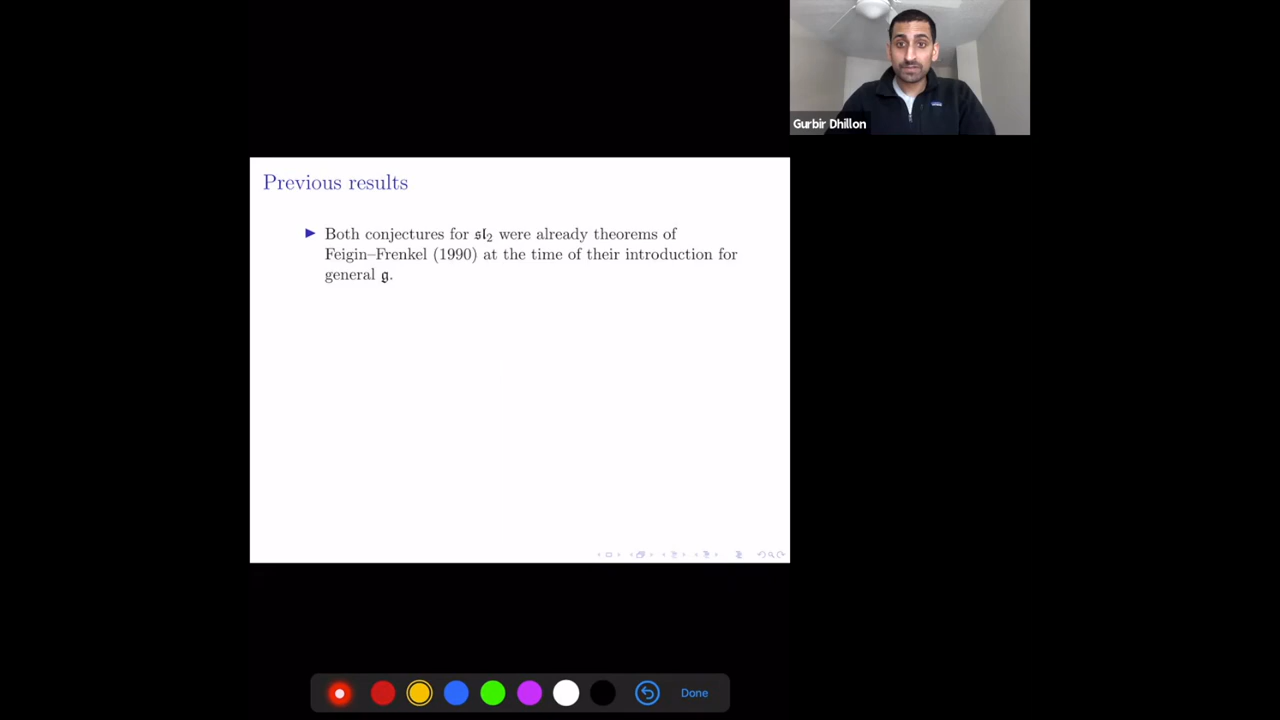 Gurbir Dhillon
Previous results
▶ Both conjectures for 𝔰𝔩₂ were already theorems of
Feigin–Frenkel (1990) at the time of their introduction for
general 𝔤.
Done